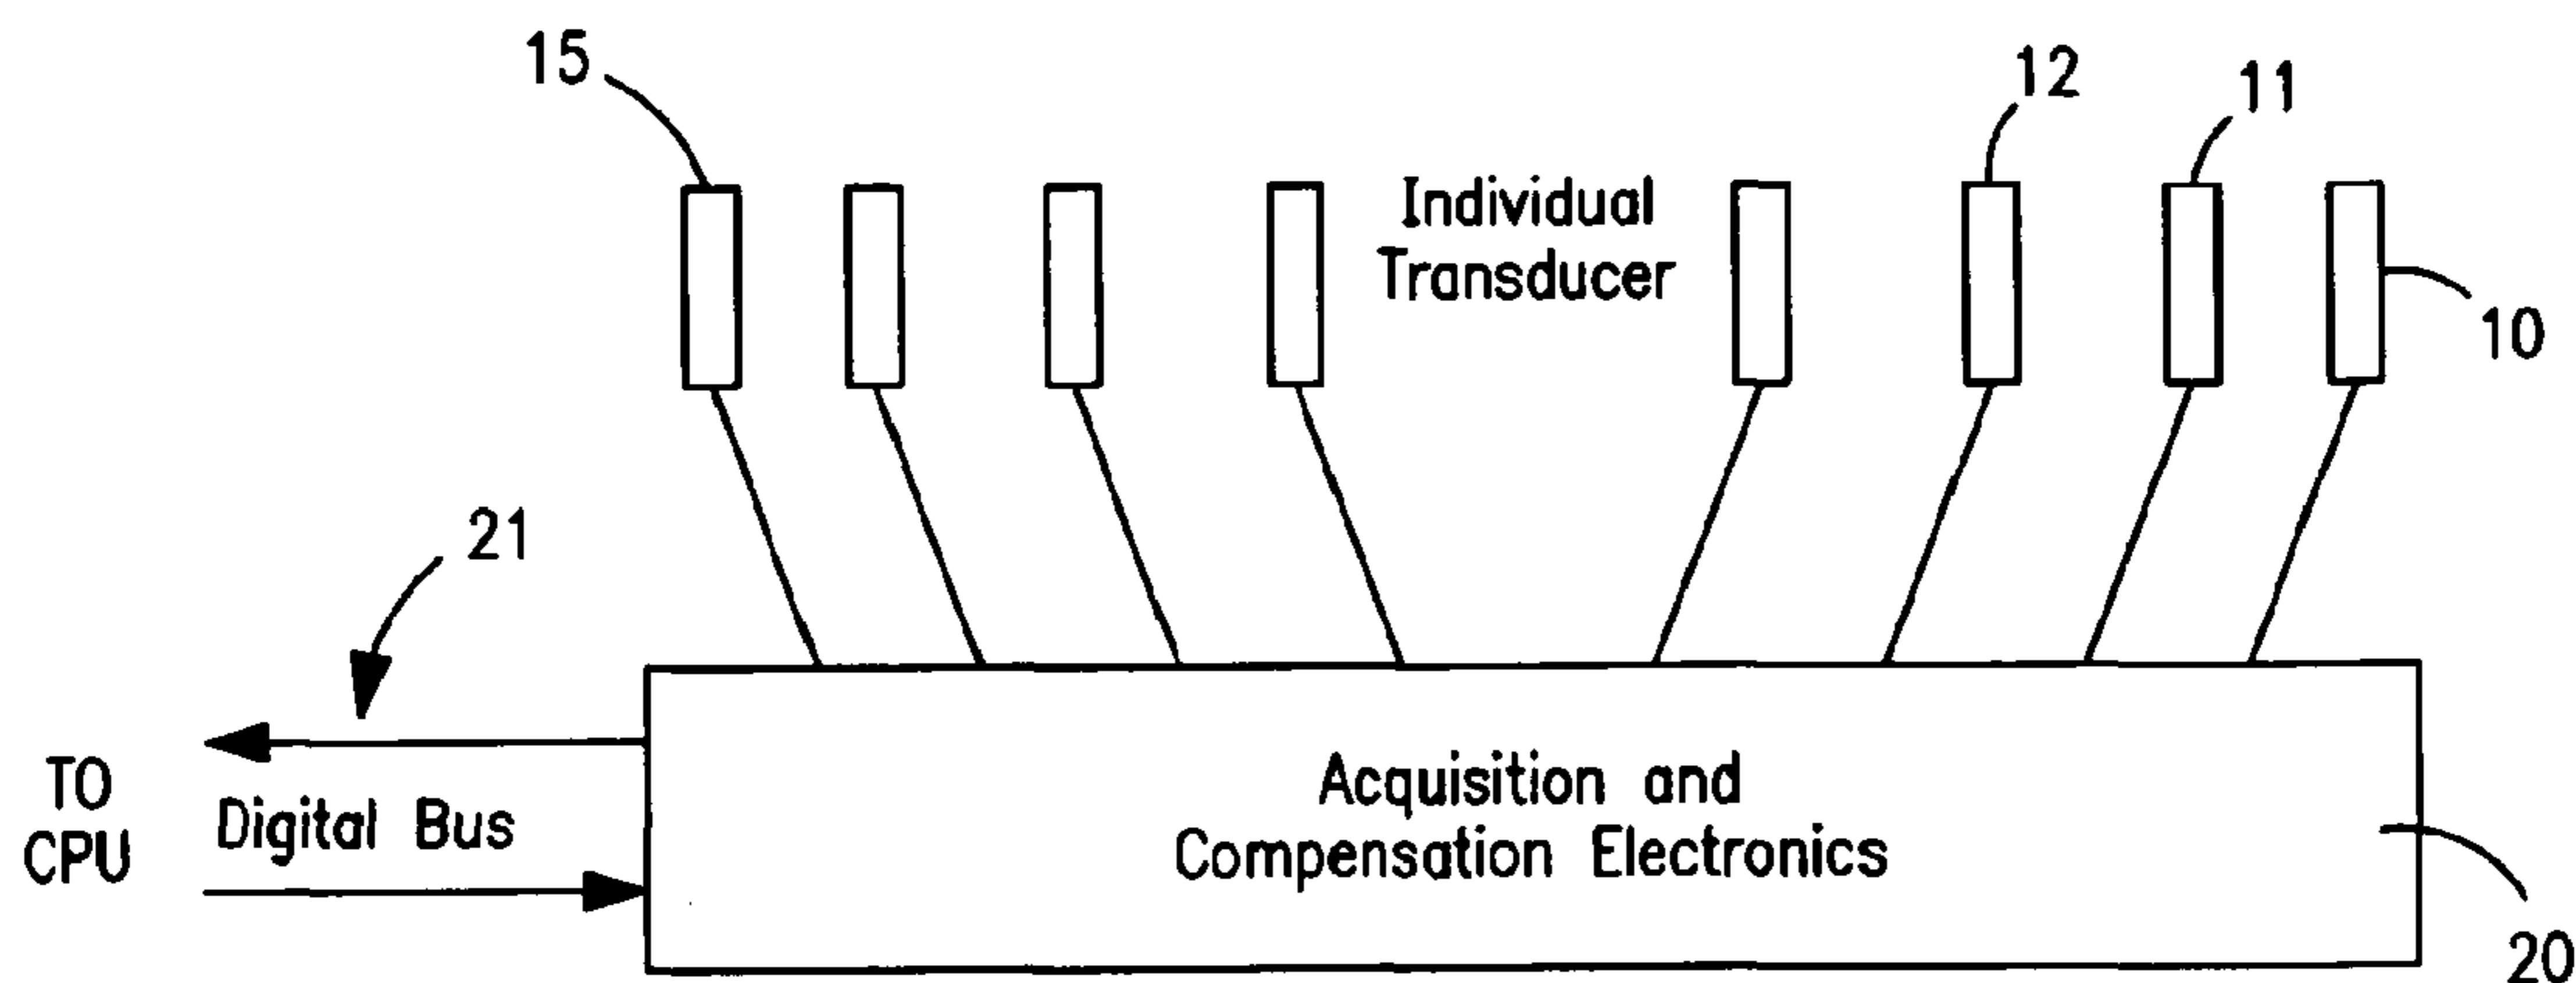 15
12
11
Individual
Transducer
10
21
TO
CPU
Digital Bus
Acquisition and
Compensation Electronics
20